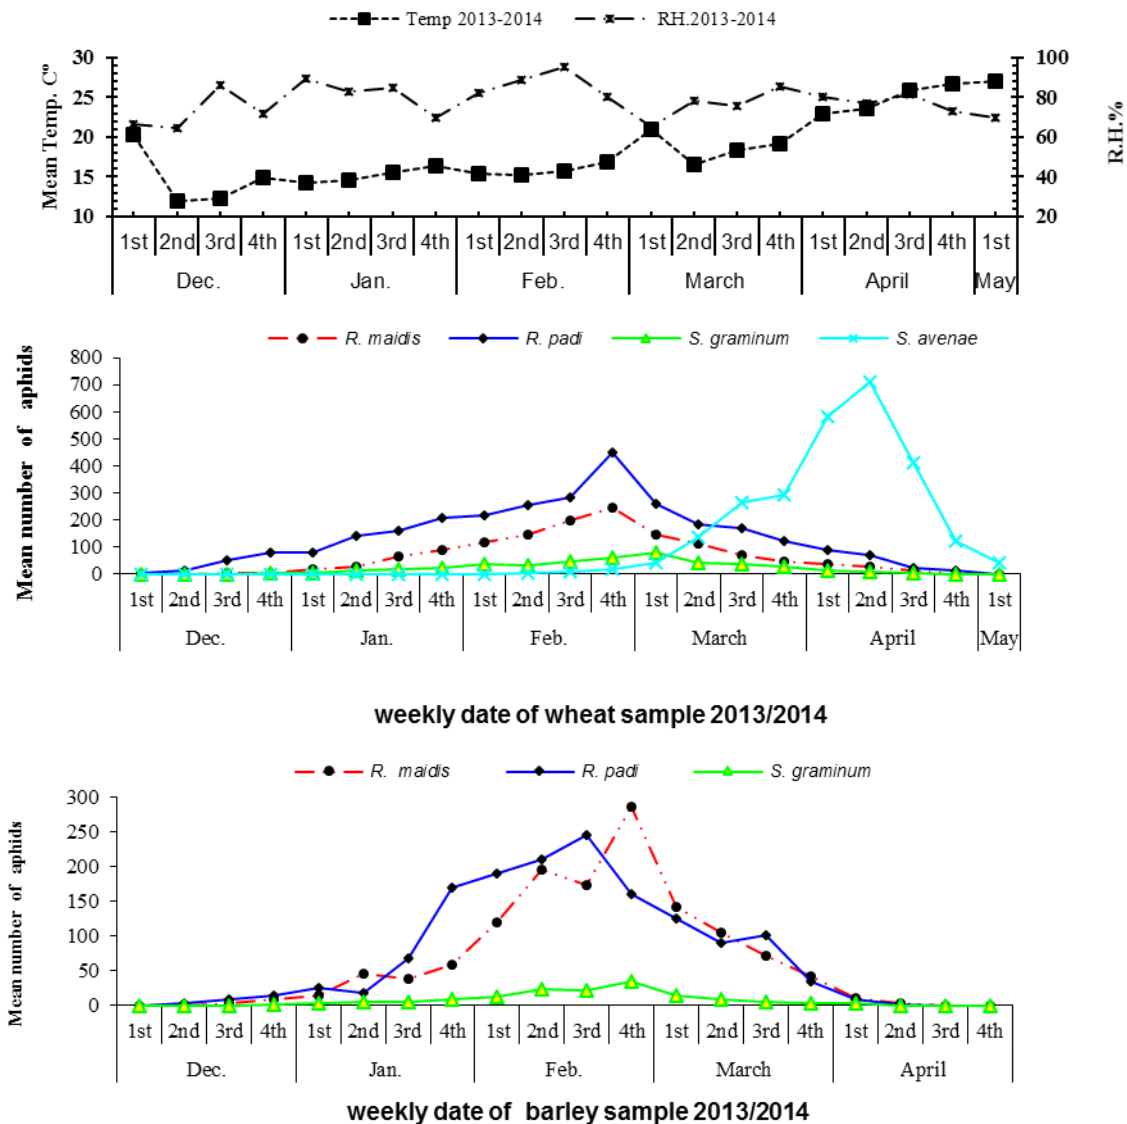 Temp 2013-2014 RH.2013-2014
Mean Temp. Cº
30 25 20 15 10
100 80 60 40 20
R.H.%
1st 2nd 3rd 4th 1st 2nd 3rd 4th 1st 2nd 3rd 4th 1st 2nd 3rd 4th 1st 2nd 3rd 4th 1st
Dec. Jan. Feb. March April May
R. maidis R. padi S. graminum S. avenae
Mean number of aphids
800
700
600
500
400
300
200
100
0
1st 2nd 3rd 4th 1st 2nd 3rd 4th 1st 2nd 3rd 4th 1st 2nd 3rd 4th 1st 2nd 3rd 4th 1st
Dec. Jan. Feb. March April May
weekly date of wheat sample 2013/2014
R. maidis R. padi S. graminum
Mean number of aphids
300
250
200
150
100
50
0
1st 2nd 3rd 4th 1st 2nd 3rd 4th 1st 2nd 3rd 4th 1st 2nd 3rd 4th 1st 2nd 3rd 4th
Dec. Jan. Feb. March April
weekly date of barley sample 2013/2014